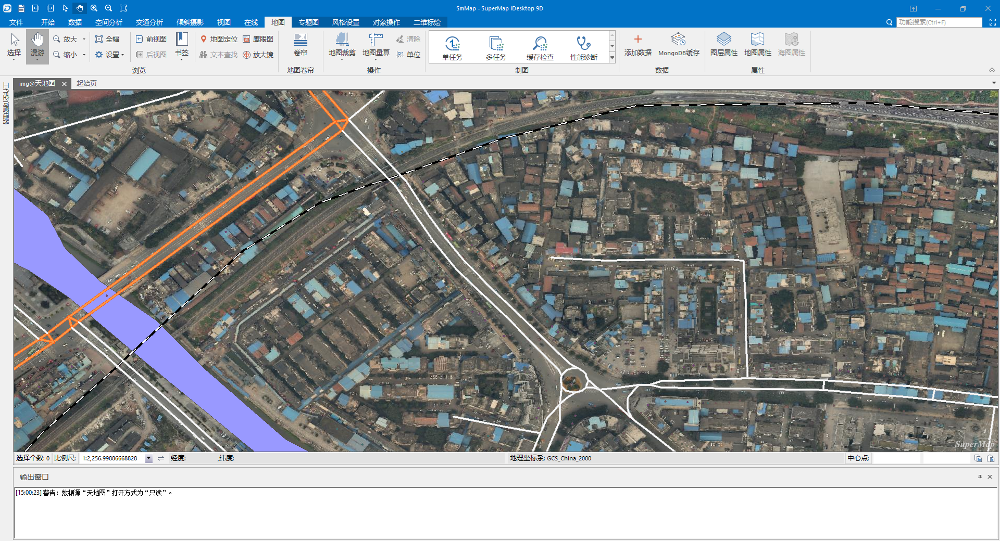 SmMap - SuperMap iDesktop 9D
文件 开始 数据 空间分析 交通分析 倾斜摄影 视图 在线 地图 专题图 风格设置 对象操作 二维标绘 功能搜索(Ctrl+F)
选择 漫游 放大 缩小 全幅 设置 前视图 后视图 书签 地图定位 文本查找 鹰眼图 放大镜 卷帘 地图裁剪 地图量算 清除 单位 单任务 多任务 缓存检查 性能诊断 添加数据 MongoDB缓存 图层属性 地图属性 海图属性
浏览 地图卷帘 操作 制图 数据 属性
img@天地图 起始页
工作空间管理器
SuperMap
选择个数: 0 比例尺: 1:2,256.99886668828 经度: ,纬度: 地理坐标系: GCS_China_2000 中心点:
输出窗口
[15:00:23] 警告：数据源“天地图”打开方式为“只读”。